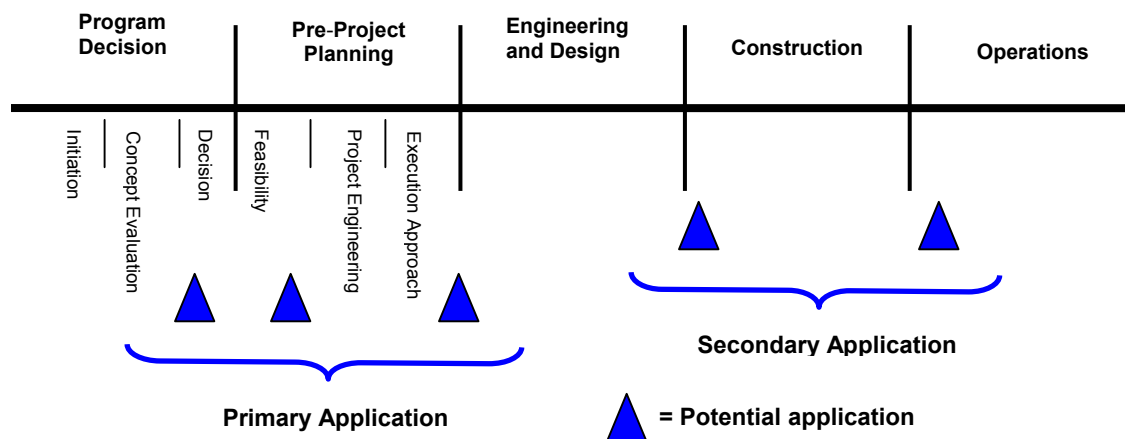 Program
Decision
Pre-Project
Planning
Engineering
and Design
Construction
Operations
Initiation
Concept Evaluation
Decision
Feasibility
Project Engineering
Execution Approach
Primary Application
Secondary Application
= Potential application